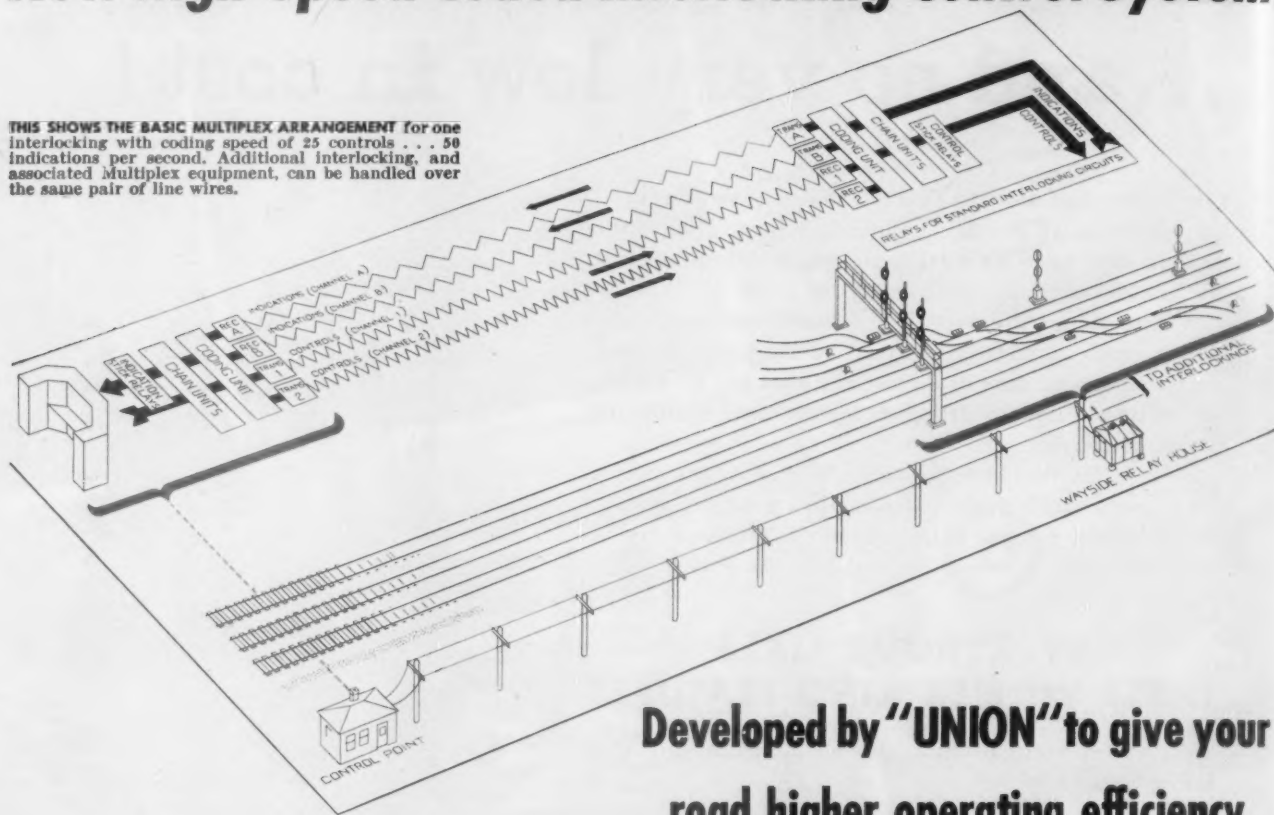 THIS SHOWS THE BASIC MULTIPLEX ARRANGEMENT for one
interlocking with coding speed of 25 controls . . . 50
indications per second. Additional interlocking, and
associated Multiplex equipment, can be handled over
the same pair of line wires.
INDICATIONS
CONTROLS
TRANS A
TRANS B
REC 1
REC 2
CODING UNIT
CHAIN UNITS
CONTROL STICK RELAYS
RELAYS FOR STANDARD INTERLOCKING CIRCUITS
INDICATIONS (CHANNEL A)
INDICATIONS (CHANNEL B)
CONTROLS (CHANNEL 1)
CONTROLS (CHANNEL 2)
INDICATION STICK RELAYS
CHAIN UNITS
CODING UNIT
REC A
REC B
TRANS 1
TRANS 2
TO ADDITIONAL
INTERLOCKINGS
WAYSIDE RELAY HOUSE
CONTROL POINT
Developed by "UNION" to give your
road higher operating efficiency